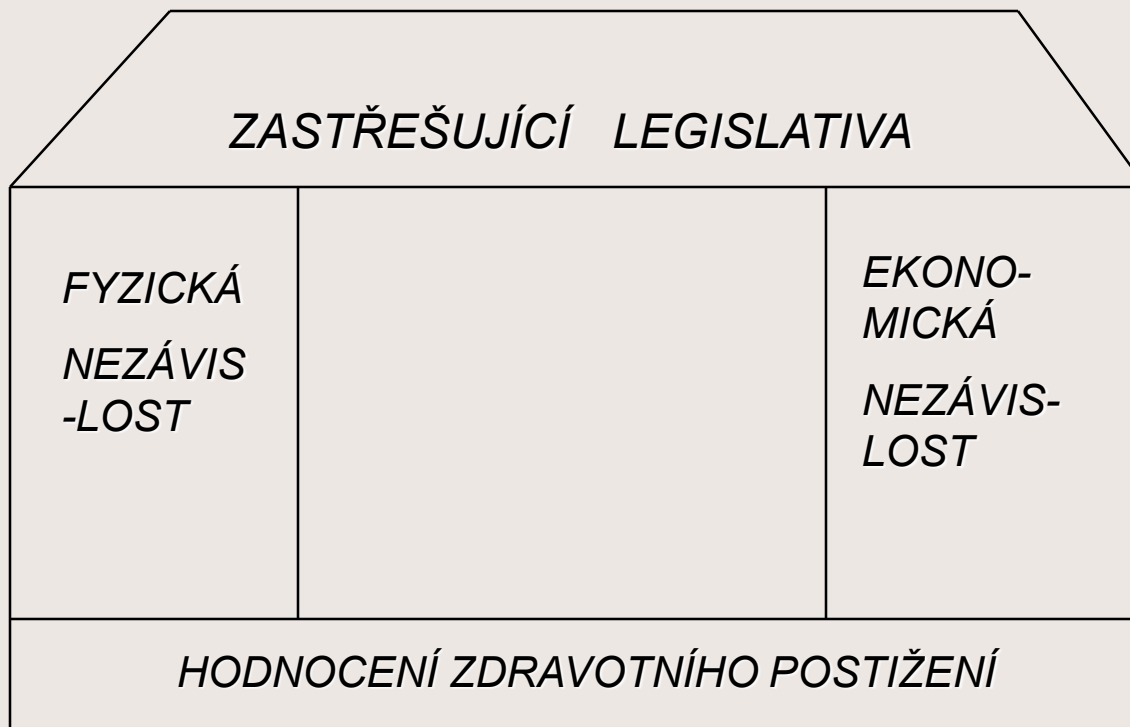 ZASTŘEŠUJÍCÍ LEGISLATIVA
FYZICKÁ
NEZÁVIS
-LOST
EKONO-
MICKÁ
NEZÁVIS-
LOST
HODNOCENÍ ZDRAVOTNÍHO POSTIŽENÍ